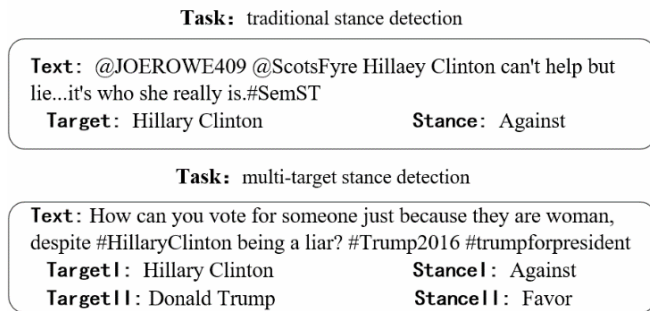 Task: traditional stance detection
Text: @JOEROWE409 @ScotsFyre Hillaey Clinton can't help but
lie...it's who she really is.#SemST
Target: Hillary Clinton Stance: Against
Task: multi-target stance detection
Text: How can you vote for someone just because they are woman,
despite #HillaryClinton being a liar? #Trump2016 #trumpforpresident
TargetⅠ: Hillary Clinton StanceⅠ: Against
TargetⅡ: Donald Trump StanceⅡ: Favor